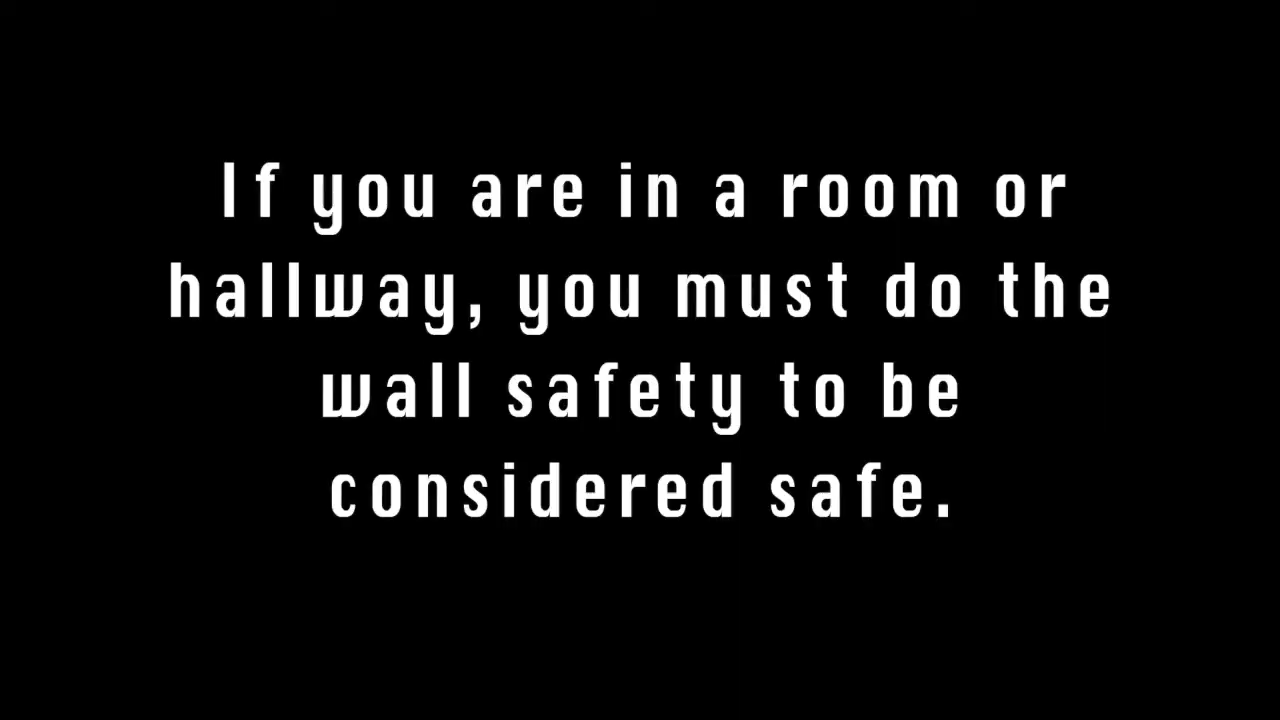 If you are in a room or
hallway, you must do the
wall safety to be
considered safe.